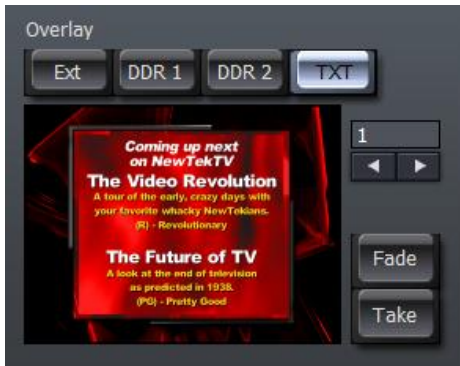 Overlay
Ext DDR 1 DDR 2 TXT
Coming up next
on NewTekTV
The Video Revolution
A tour of the early, crazy days with
your favorite whacky NewTekians.
(R) - Revolutionary
The Future of TV
A look at the end of television
as predicted in 1938.
(PG) - Pretty Good
1
Fade
Take